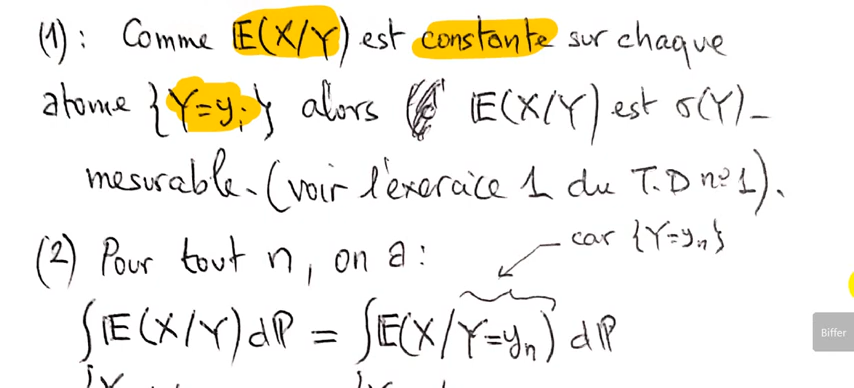 (1): Comme E(X/Y) est constante sur chaque
atome {Y=yᵢ} alors E(X/Y) est σ(Y)-
mesurable. (voir l'exercice 1 du T.D n°1).
(2) Pour tout n, on a:
car {Y=yₙ}
∫E(X/Y)dP = ∫E(X/Y=yₙ) dP
Biffer